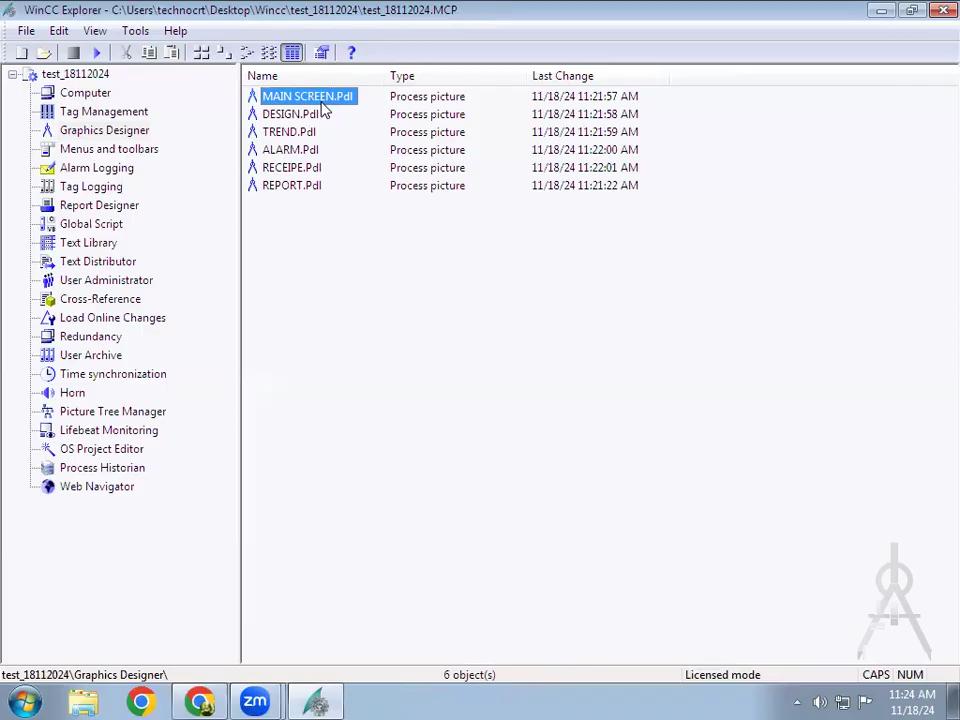 WinCC Explorer - C:\Users\technocrt\Desktop\Wincc\test_18112024\test_18112024.MCP
File Edit View Tools Help
test_18112024
Computer
Tag Management
Graphics Designer
Menus and toolbars
Alarm Logging
Tag Logging
Report Designer
Global Script
Text Library
Text Distributor
User Administrator
Cross-Reference
Load Online Changes
Redundancy
User Archive
Time synchronization
Horn
Picture Tree Manager
Lifebeat Monitoring
OS Project Editor
Process Historian
Web Navigator
Name Type Last Change
MAIN SCREEN.Pdl Process picture 11/18/24 11:21:57 AM
DESIGN.Pdl Process picture 11/18/24 11:21:58 AM
TREND.Pdl Process picture 11/18/24 11:21:59 AM
ALARM.Pdl Process picture 11/18/24 11:22:00 AM
RECEIPE.Pdl Process picture 11/18/24 11:22:01 AM
REPORT.Pdl Process picture 11/18/24 11:21:22 AM
test_18112024\Graphics Designer\ 6 object(s) Licensed mode CAPS NUM
zm
11:24 AM
11/18/24